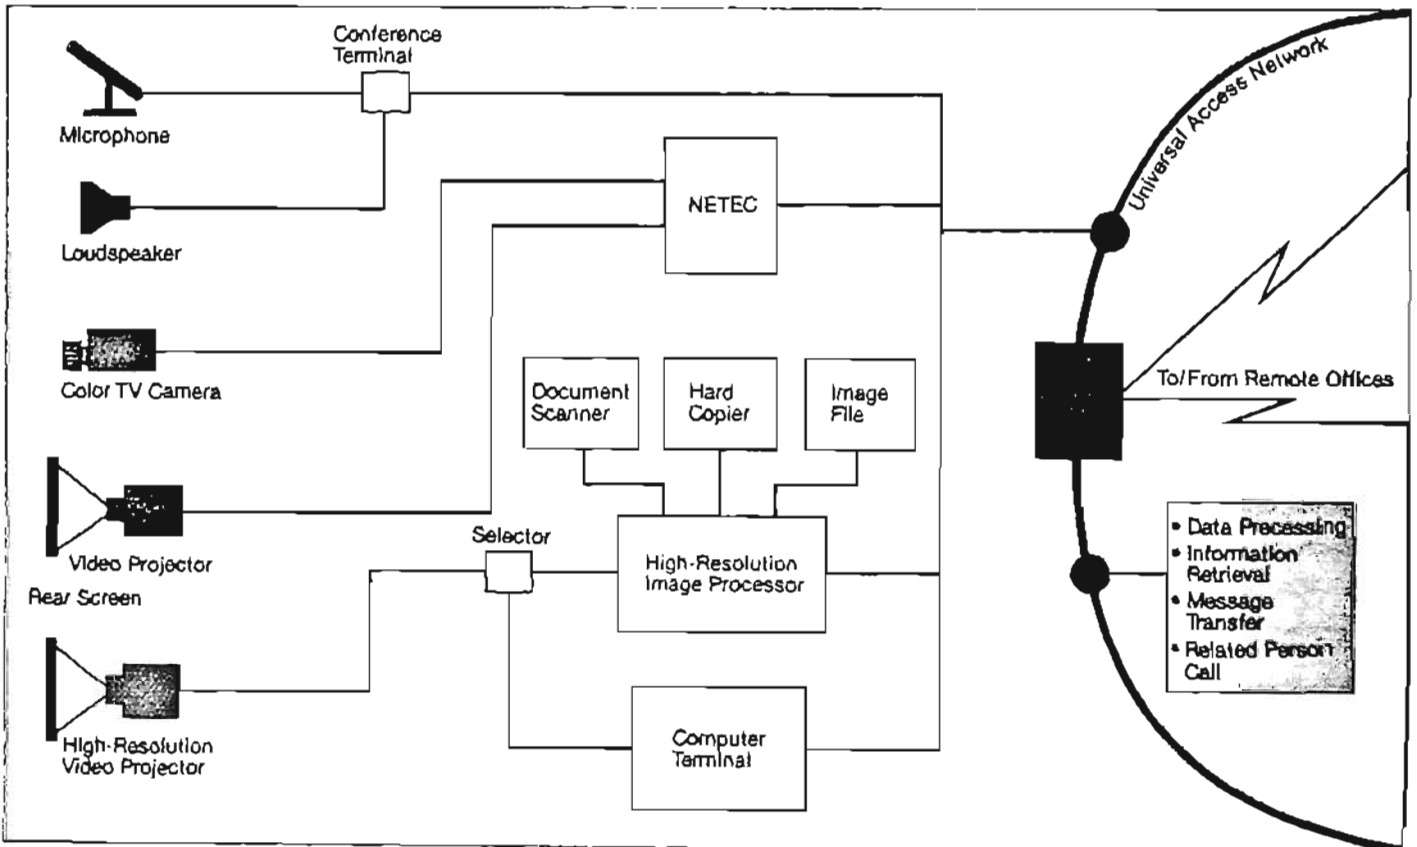 Conference
Terminal
Microphone
Universal Access Network
NETEC
Loudspeaker
Color TV Camera
Document
Scanner
Hard
Copier
Image
File
To/From Remote Offices
Selector
Video Projector
Rear Screen
High-Resolution
Image Processor
• Data Processing
• Information
Retrieval
• Message
Transfer
• Related Person
Call
High-Resolution
Video Projector
Computer
Terminal